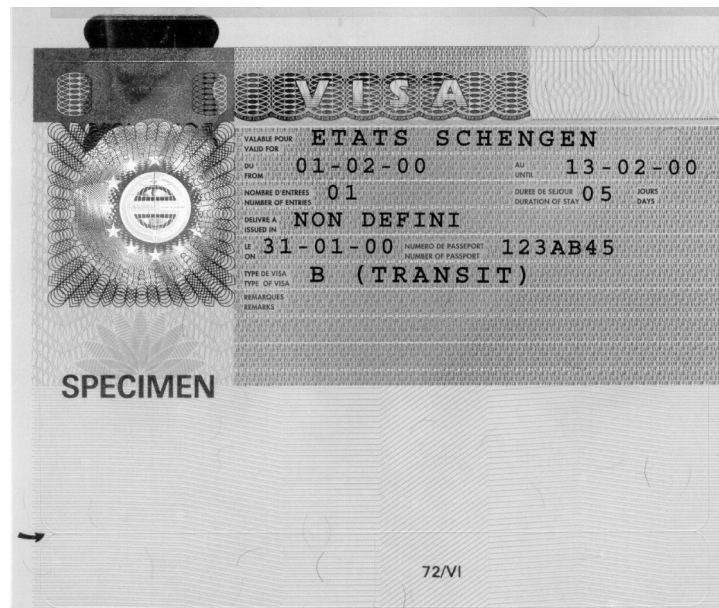 VISA
VALABLE POUR ETATS SCHENGEN
VALID FOR
DU 01-02-00 AU 13-02-00
FROM UNTIL
NOMBRE D'ENTREES 01 DUREE DE SEJOUR 05 JOURS
NUMBER OF ENTRIES DURATION OF STAY DAYS
DELIVRE A NON DEFINI
ISSUED IN
LE 31-01-00 NUMERO DE PASSEPORT 123AB45
ON NUMBER OF PASSPORT
TYPE DE VISA B (TRANSIT)
TYPE OF VISA
REMARQUES
REMARKS
SPECIMEN
72/VI